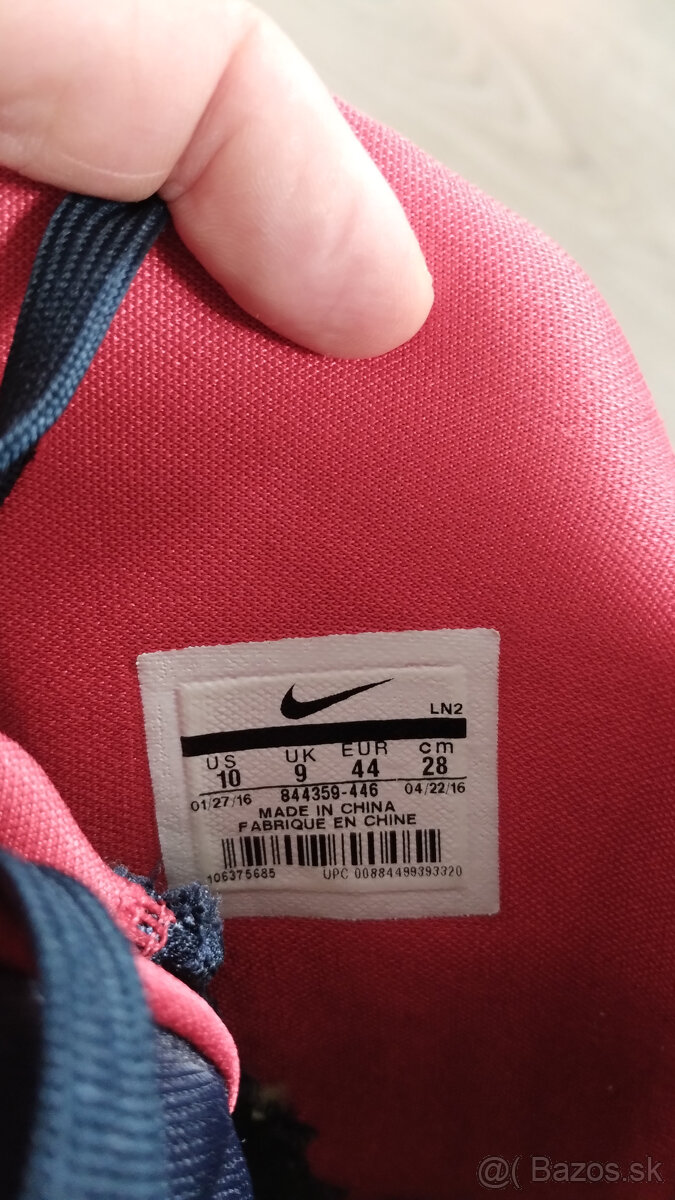 LN2
US UK EUR cm
10 9 44 28
01/27/16 844359-446 04/22/16
MADE IN CHINA
FABRIQUE EN CHINE
106375685 UPC 00884499393320
@( Bazos.sk